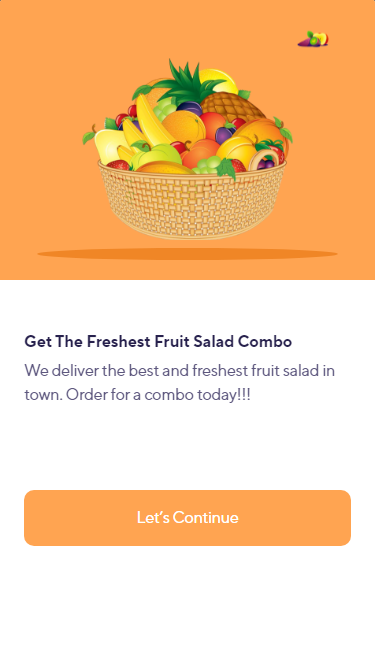 Get The Freshest Fruit Salad Combo
We deliver the best and freshest fruit salad in
town. Order for a combo today!!!
Let’s Continue